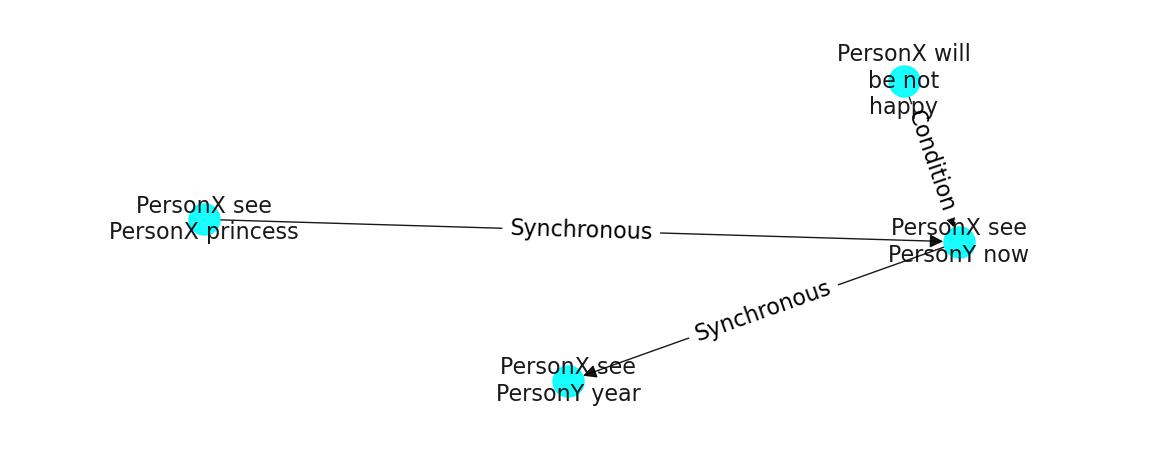 PersonX will
be not
happy
Condition
PersonX see
PersonX princess
Synchronous
PersonX see
PersonY now
Synchronous
PersonX see
PersonY year